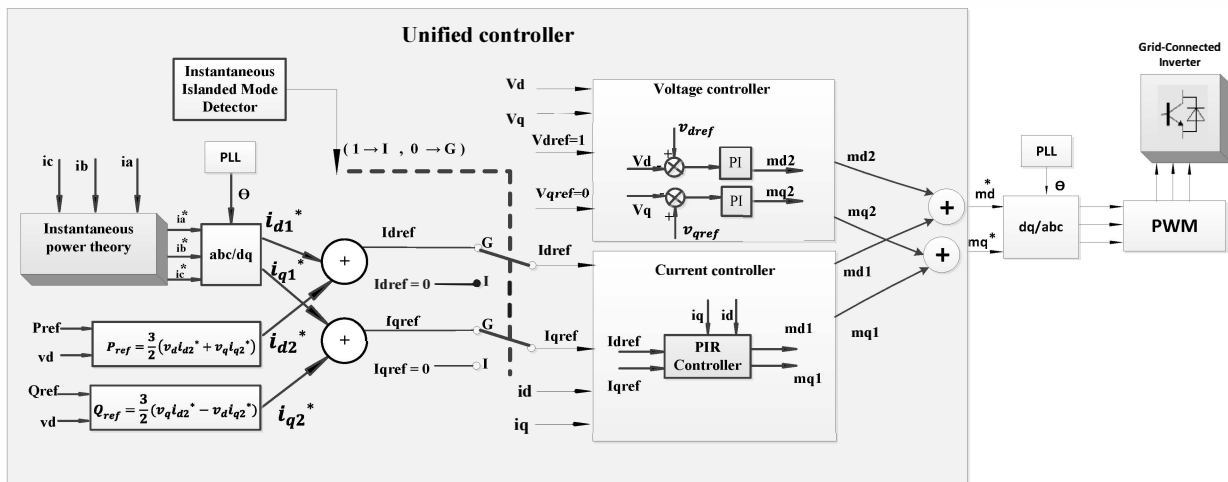 Unified controller
Instantaneous
Islanded Mode
Detector
( 1 → I , 0 → G )
ic
ib
ia
PLL
Θ
Instantaneous
power theory
ia*
ib*
ic*
abc/dq
i_d1*
i_q1*
+
+
Pref
vd
P_ref = 3/2 (v_d i_d2* + v_q i_q2*)
i_d2*
Qref
vd
Q_ref = 3/2 (v_q i_d2* − v_d i_q2*)
i_q2*
Idref
G
Idref = 0
I
Iqref
G
Iqref = 0
I
Idref
Iqref
id
iq
Vd
Vq
Vdref=1
Vqref=0
Voltage controller
v_dref
+
Vd
-
PI
md2
-
Vq
+
PI
mq2
v_qref
Current controller
iq
id
Idref
Iqref
PIR
Controller
md1
mq1
md2
mq2
md1
mq1
+
+
md*
mq*
PLL
Θ
dq/abc
PWM
Grid-Connected
Inverter